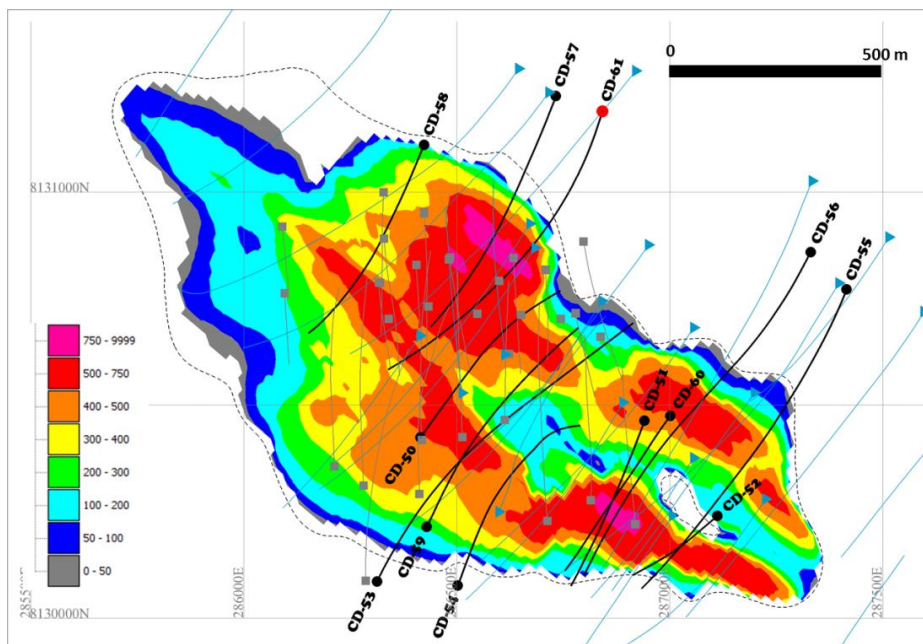 0 500 m
CD-57
CD-61
CD-58
8131000N
CD-56
CD-55
750 - 9999
500 - 750
400 - 500
300 - 400
200 - 300
100 - 200
50 - 100
0 - 50
CD-51
CD-60
CD-50
CD-52
CD-59
CD-53
CD-54
286000E
287000E
287500E
8130000N